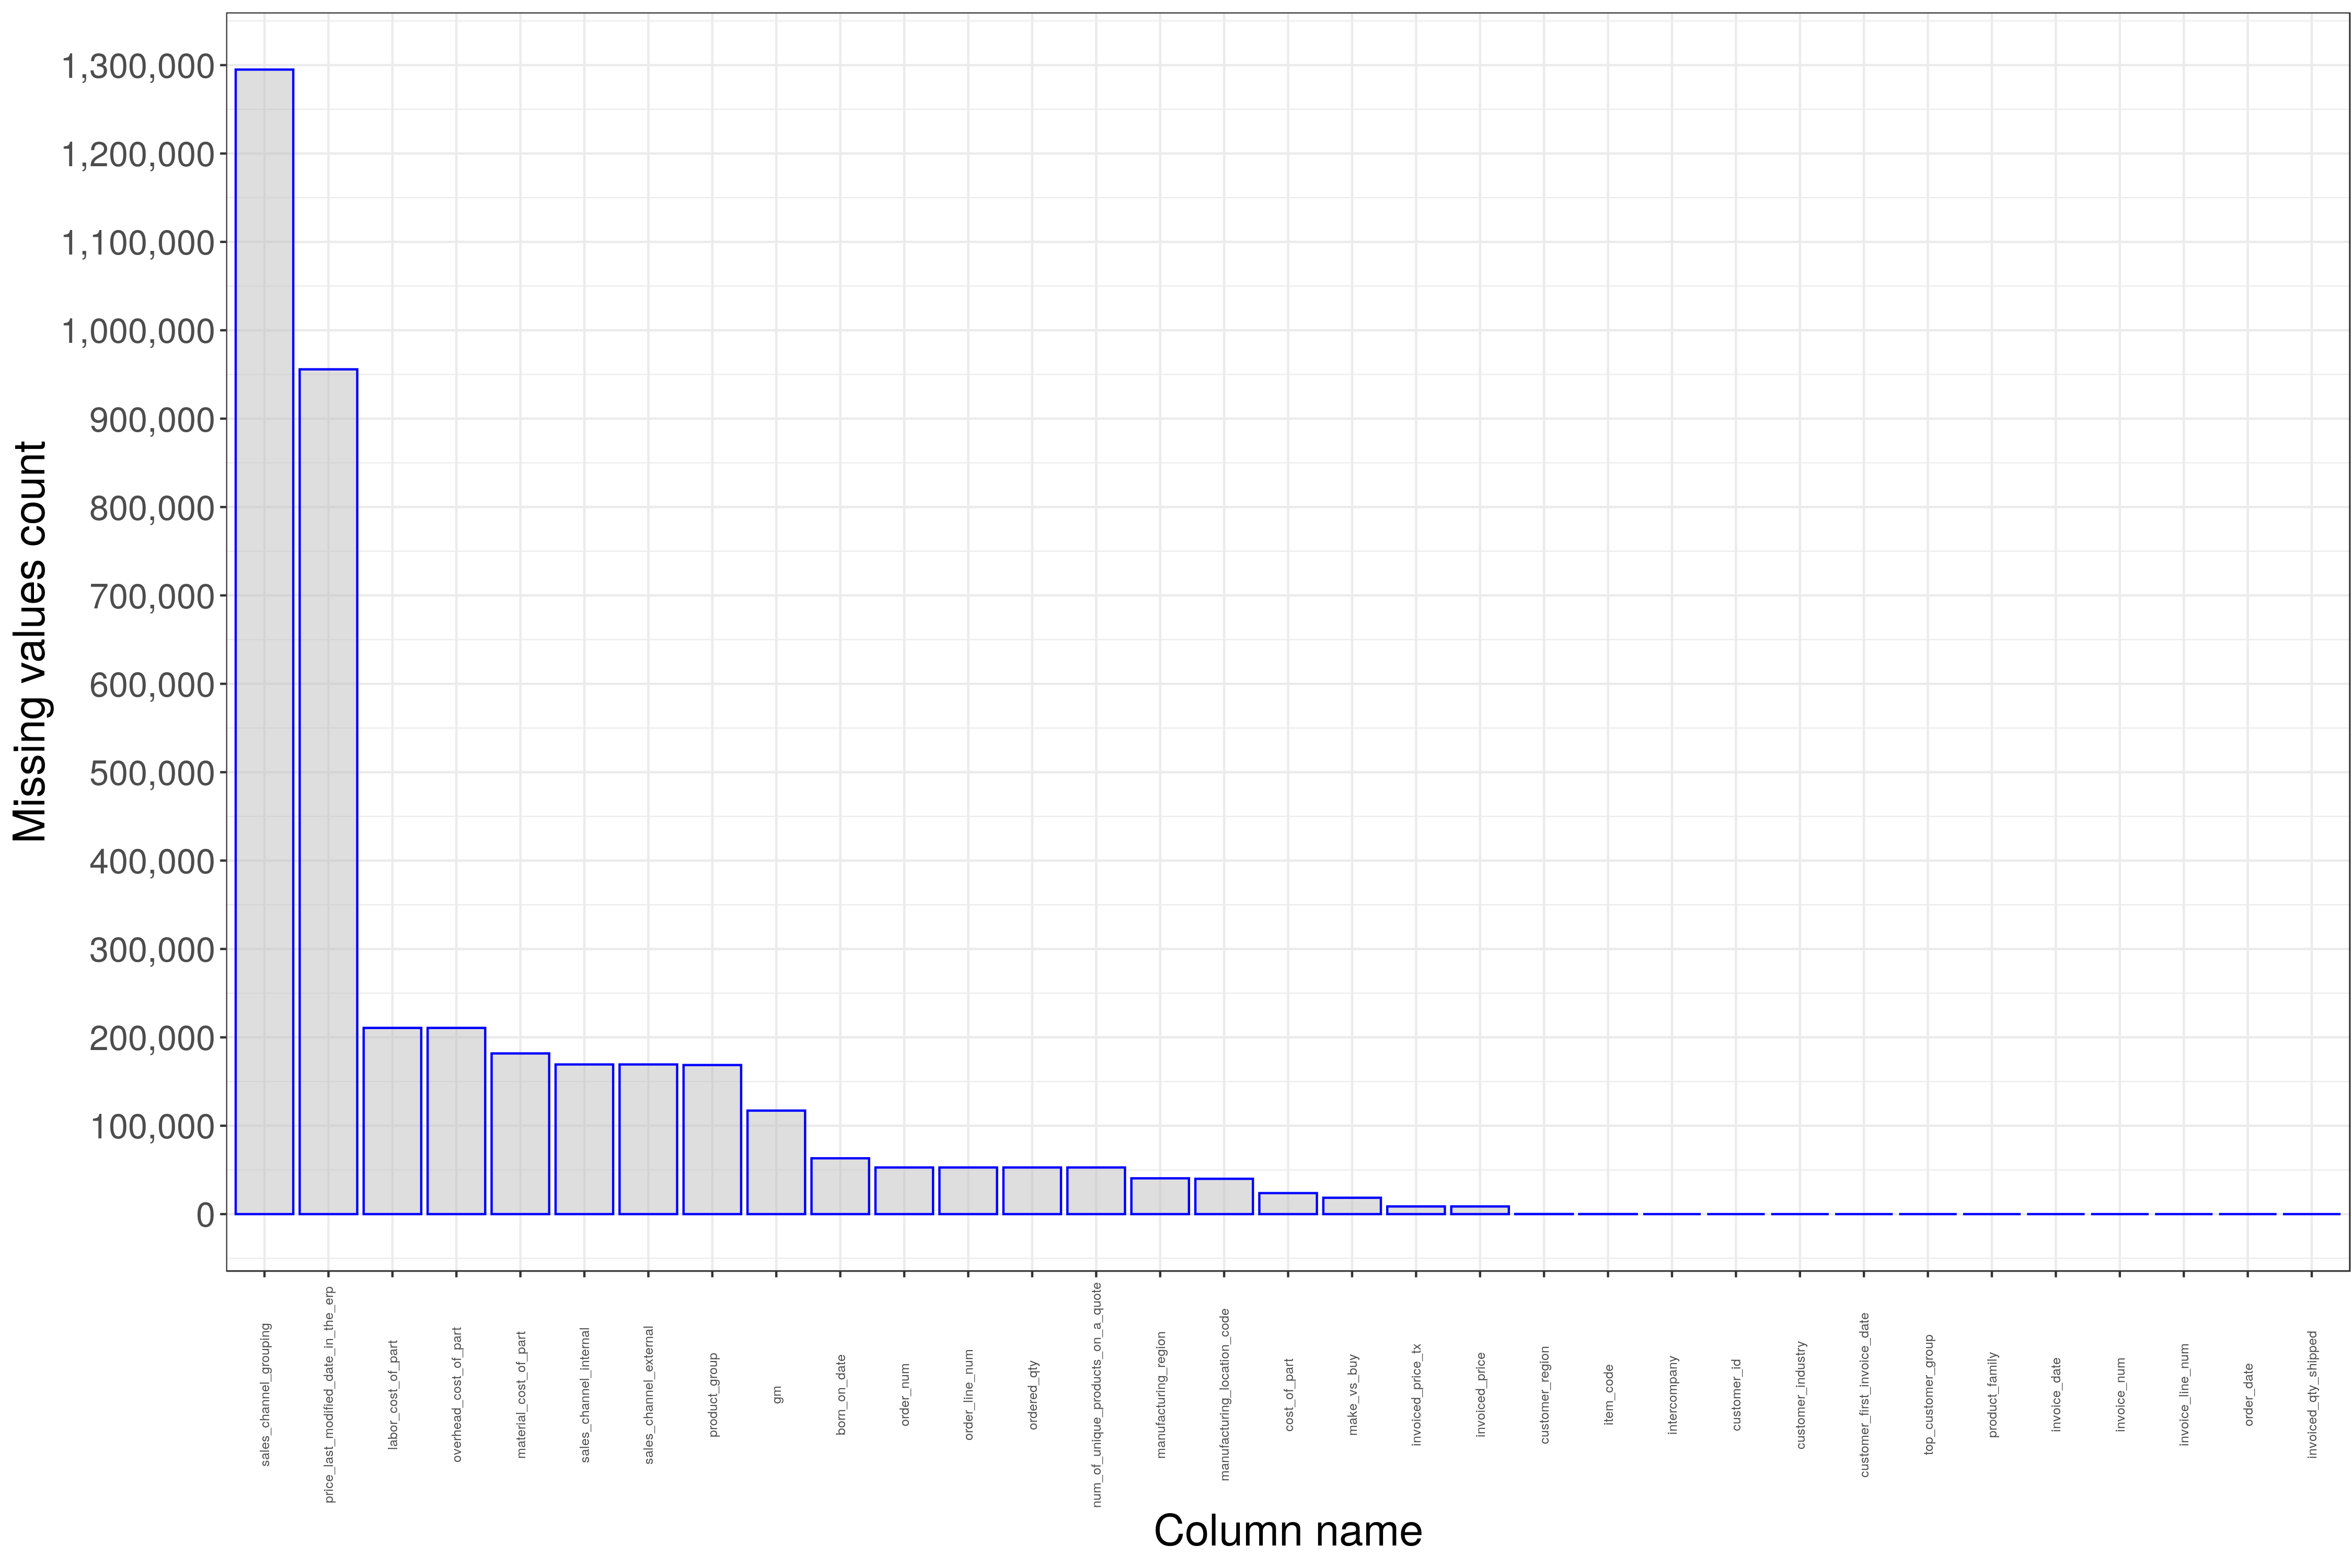 Missing values count
1,300,000
1,200,000
1,100,000
1,000,000
900,000
800,000
700,000
600,000
500,000
400,000
300,000
200,000
100,000
0
sales_channel_grouping
price_last_modified_date_in_the_erp
labor_cost_of_part
overhead_cost_of_part
material_cost_of_part
sales_channel_internal
sales_channel_external
product_group
gm
born_on_date
order_num
order_line_num
ordered_qty
num_of_unique_products_on_a_quote
manufacturing_region
manufacturing_location_code
cost_of_part
make_vs_buy
invoiced_price_tx
invoiced_price
customer_region
item_code
intercompany
customer_id
customer_industry
customer_first_invoice_date
top_customer_group
product_family
invoice_date
invoice_num
invoice_line_num
order_date
invoiced_qty_shipped
Column name